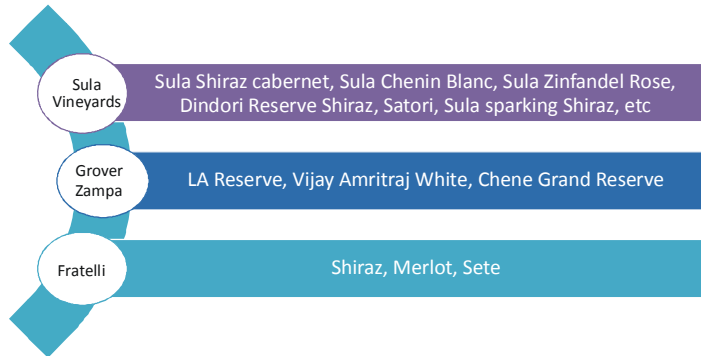 Sula
Vineyards
Sula Shiraz cabernet, Sula Chenin Blanc, Sula Zinfandel Rose,
Dindori Reserve Shiraz, Satori, Sula sparking Shiraz, etc
Grover
Zampa
LA Reserve, Vijay Amritraj White, Chene Grand Reserve
Fratelli
Shiraz, Merlot, Sete